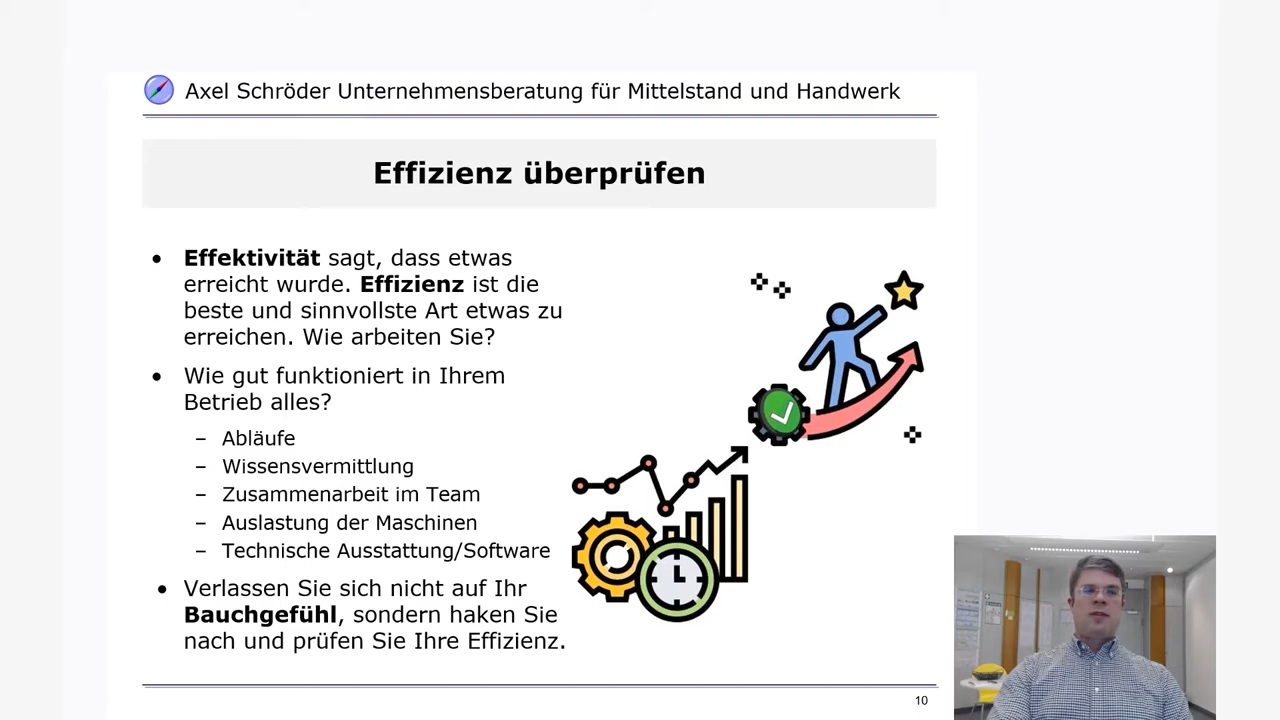 Axel Schröder Unternehmensberatung für Mittelstand und Handwerk
Effizienz überprüfen
• Effektivität sagt, dass etwas
erreicht wurde. Effizienz ist die
beste und sinnvollste Art etwas zu
erreichen. Wie arbeiten Sie?
• Wie gut funktioniert in Ihrem
Betrieb alles?
– Abläufe
– Wissensvermittlung
– Zusammenarbeit im Team
– Auslastung der Maschinen
– Technische Ausstattung/Software
• Verlassen Sie sich nicht auf Ihr
Bauchgefühl, sondern haken Sie
nach und prüfen Sie Ihre Effizienz.
10